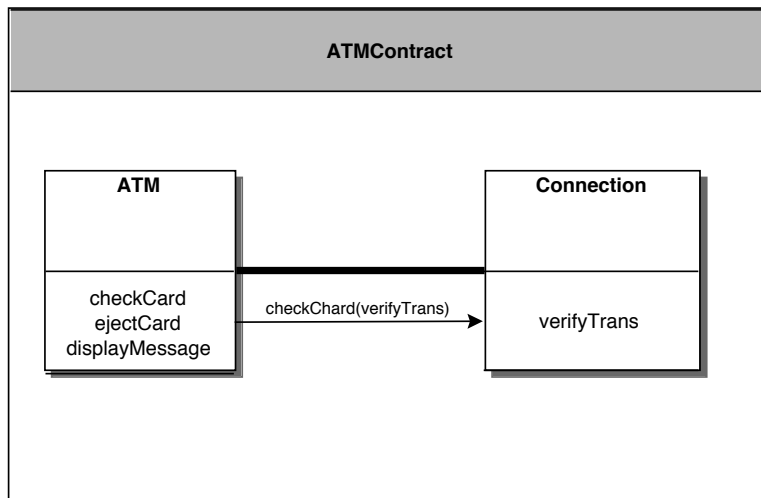 ATMContract
ATM
Connection
checkCard
ejectCard
displayMessage
checkChard(verifyTrans)
verifyTrans